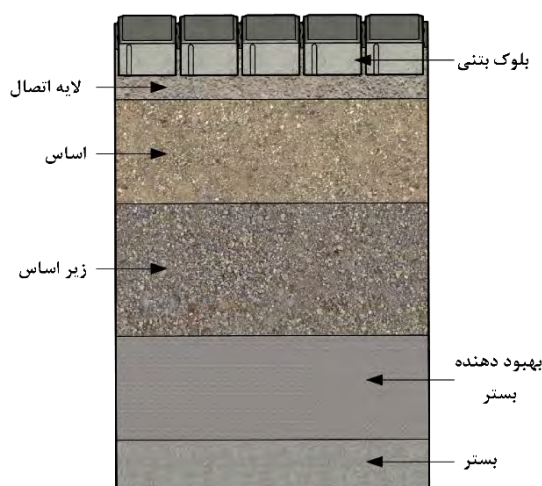 بلوک بتنی
لایه اتصال
اساس
زیر اساس
بهبود دهنده
بستر
بستر